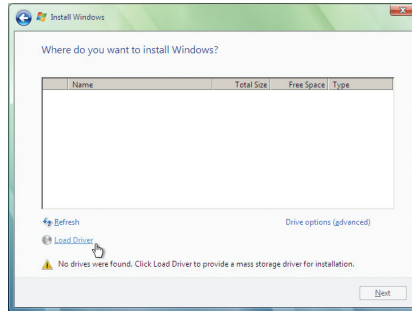 Install Windows
Where do you want to install Windows?
Name Total Size Free Space Type
Refresh Drive options (advanced)
Load Driver
No drives were found. Click Load Driver to provide a mass storage driver for installation.
Next